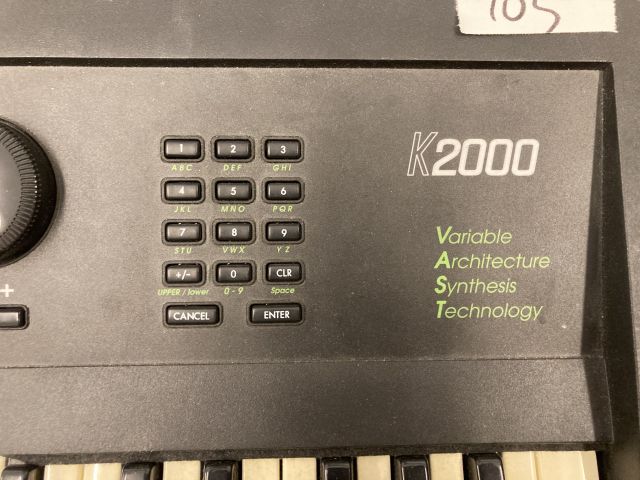 105
K2000
1 2 3
ABC DEF GHI
4 5 6
JKL MNO PQR
7 8 9
STU VWX YZ
+/- 0 CLR
UPPER / lower 0 - 9 Space
CANCEL ENTER
+
Variable
Architecture
Synthesis
Technology